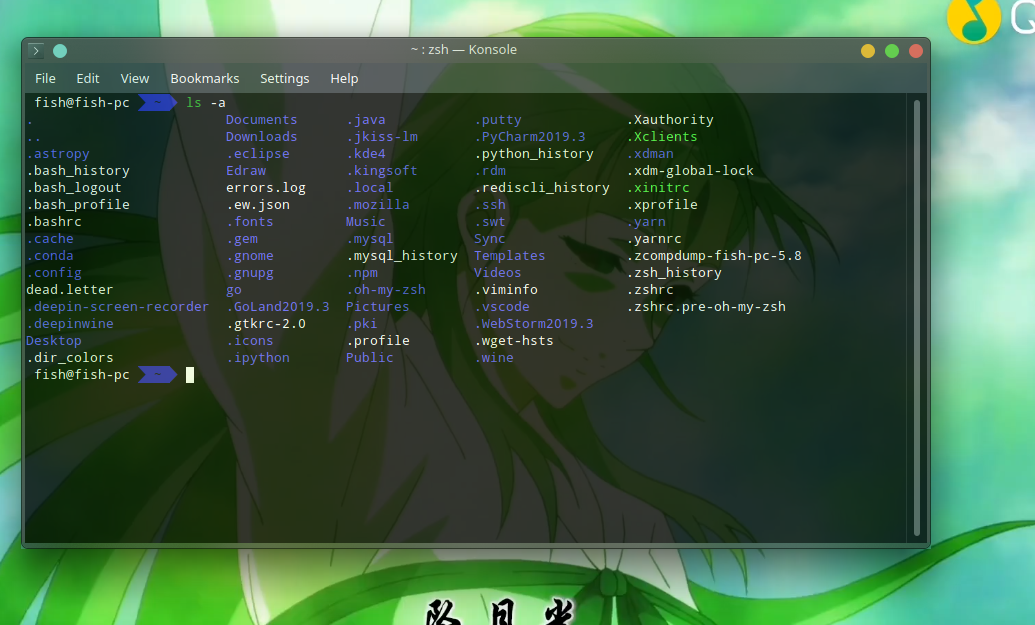 ~ : zsh — Konsole
File Edit View Bookmarks Settings Help
fish@fish-pc ~ ls -a
. Documents .java .putty .Xauthority
.. Downloads .jkiss-lm .PyCharm2019.3 .Xclients
.astropy .eclipse .kde4 .python_history .xdman
.bash_history Edraw .kingsoft .rdm .xdm-global-lock
.bash_logout errors.log .local .rediscli_history .xinitrc
.bash_profile .ew.json .mozilla .ssh .xprofile
.bashrc .fonts Music .swt .yarn
.cache .gem .mysql Sync .yarnrc
.conda .gnome .mysql_history Templates .zcompdump-fish-pc-5.8
.config .gnupg .npm Videos .zsh_history
dead.letter go .oh-my-zsh .viminfo .zshrc
.deepin-screen-recorder .GoLand2019.3 Pictures .vscode .zshrc.pre-oh-my-zsh
.deepinwine .gtkrc-2.0 .pki .WebStorm2019.3
Desktop .icons .profile .wget-hsts
.dir_colors .ipython Public .wine
fish@fish-pc ~